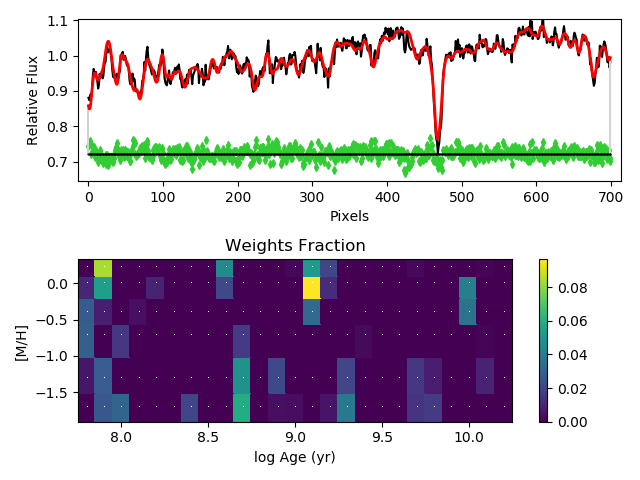 1.1
1.0
0.9
0.8
0.7
Relative Flux
0 100 200 300 400 500 600 700
Pixels
Weights Fraction
0.0
−0.5
−1.0
−1.5
[M/H]
8.0 8.5 9.0 9.5 10.0
log Age (yr)
0.08
0.06
0.04
0.02
0.00